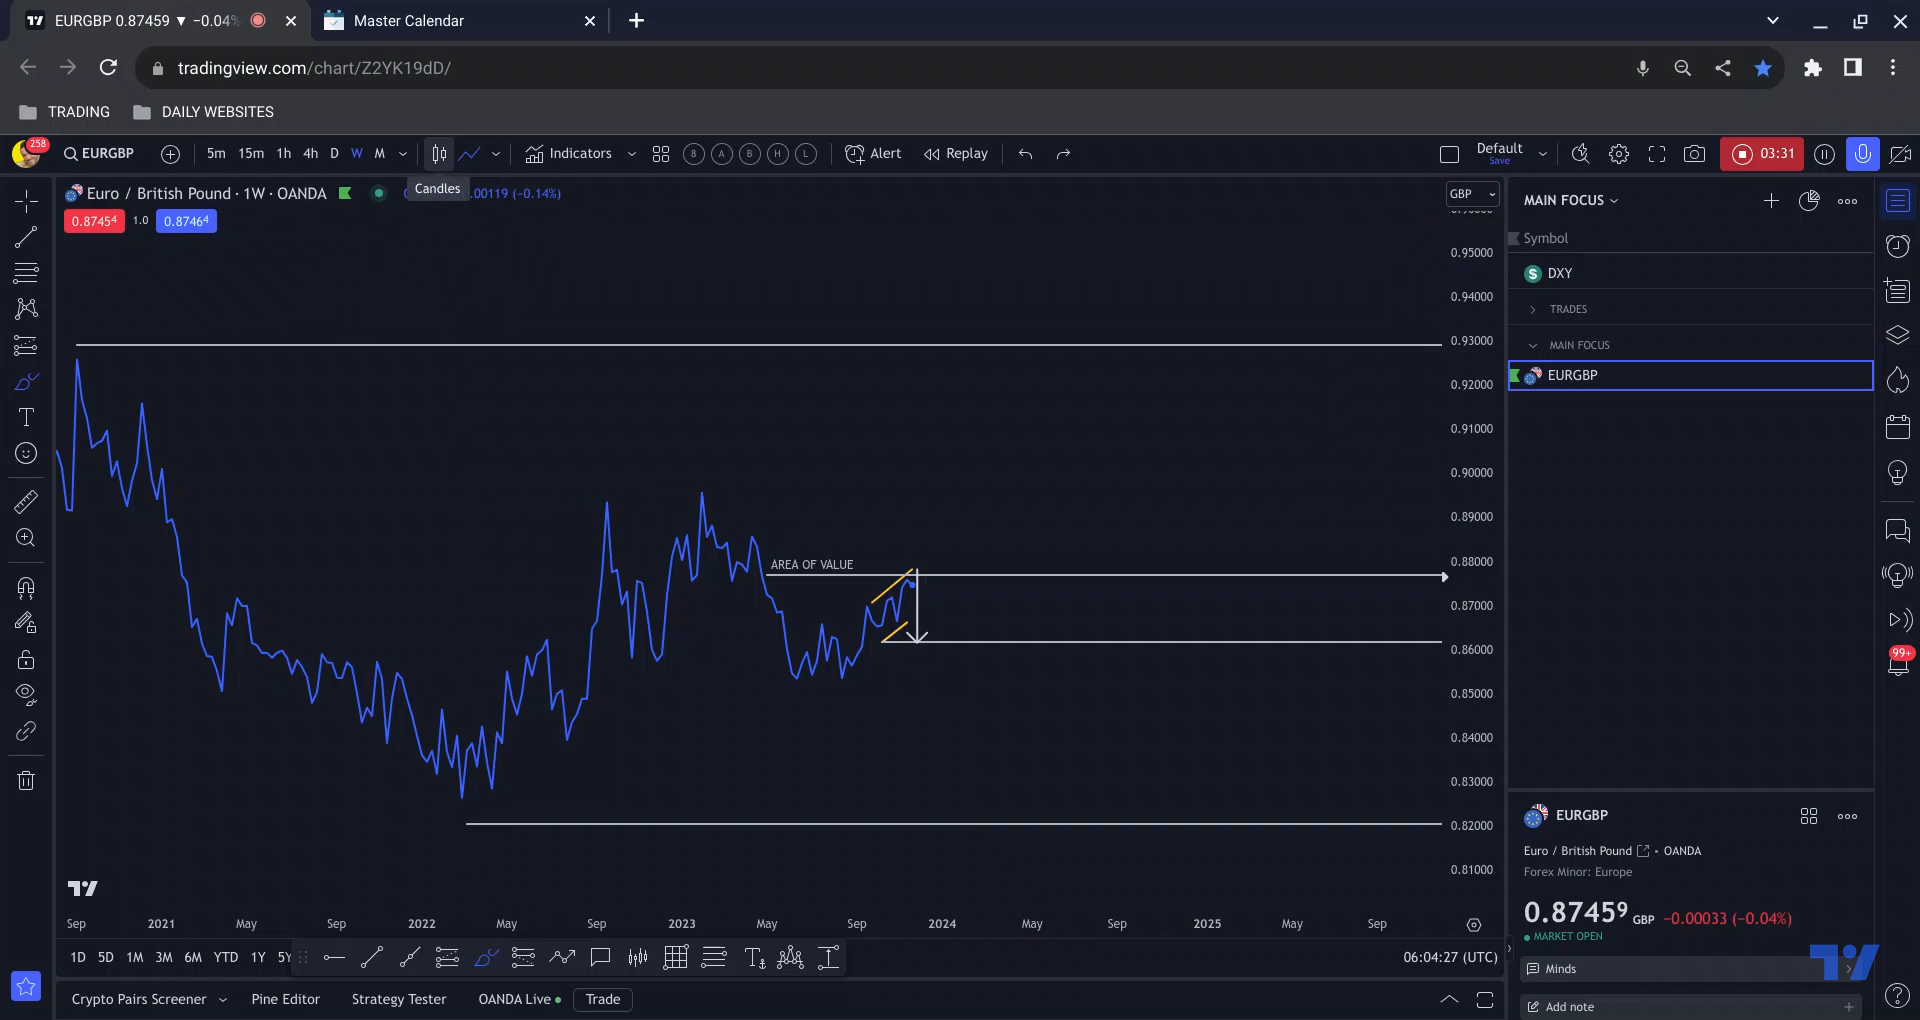 EURGBP 0.87459 ▼ −0.04%
Master Calendar
tradingview.com/chart/Z2YK19dD/
TRADING
DAILY WEBSITES
258
EURGBP
5m 15m 1h 4h D W M
Indicators
8 A B H L
Alert
Replay
Default
Save
03:31
Candles
Euro / British Pound · 1W · OANDA
.00119 (−0.14%)
0.87454
1.0
0.87464
GBP
MAIN FOCUS
Symbol
DXY
TRADES
MAIN FOCUS
EURGBP
0.95000
0.94000
0.93000
0.92000
0.91000
0.90000
0.89000
0.88000
0.87000
0.86000
0.85000
0.84000
0.83000
0.82000
0.81000
AREA OF VALUE
99+
Sep 2021 May Sep 2022 May Sep 2023 May Sep 2024 May Sep 2025 May Sep
1D 5D 1M 3M 6M YTD 1Y 5Y
06:04:27 (UTC)
Crypto Pairs Screener
Pine Editor
Strategy Tester
OANDA Live
Trade
EURGBP
Euro / British Pound • OANDA
Forex Minor: Europe
0.87459 GBP −0.00033 (−0.04%)
MARKET OPEN
Minds
Add note